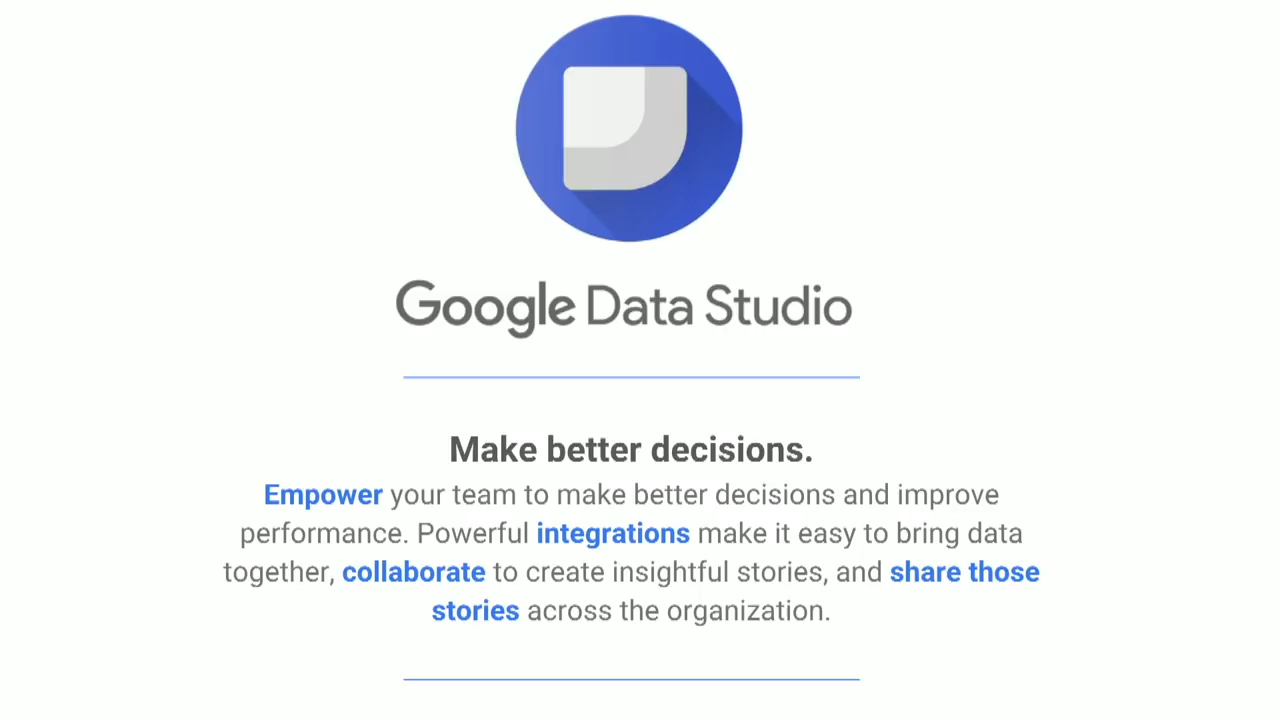 Google Data Studio
Make better decisions.
Empower your team to make better decisions and improve
performance. Powerful integrations make it easy to bring data
together, collaborate to create insightful stories, and share those
stories across the organization.